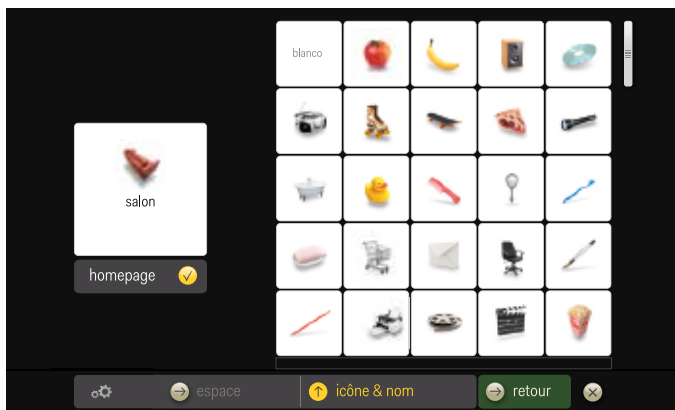 blanco
salon
homepage
espace
icône & nom
retour